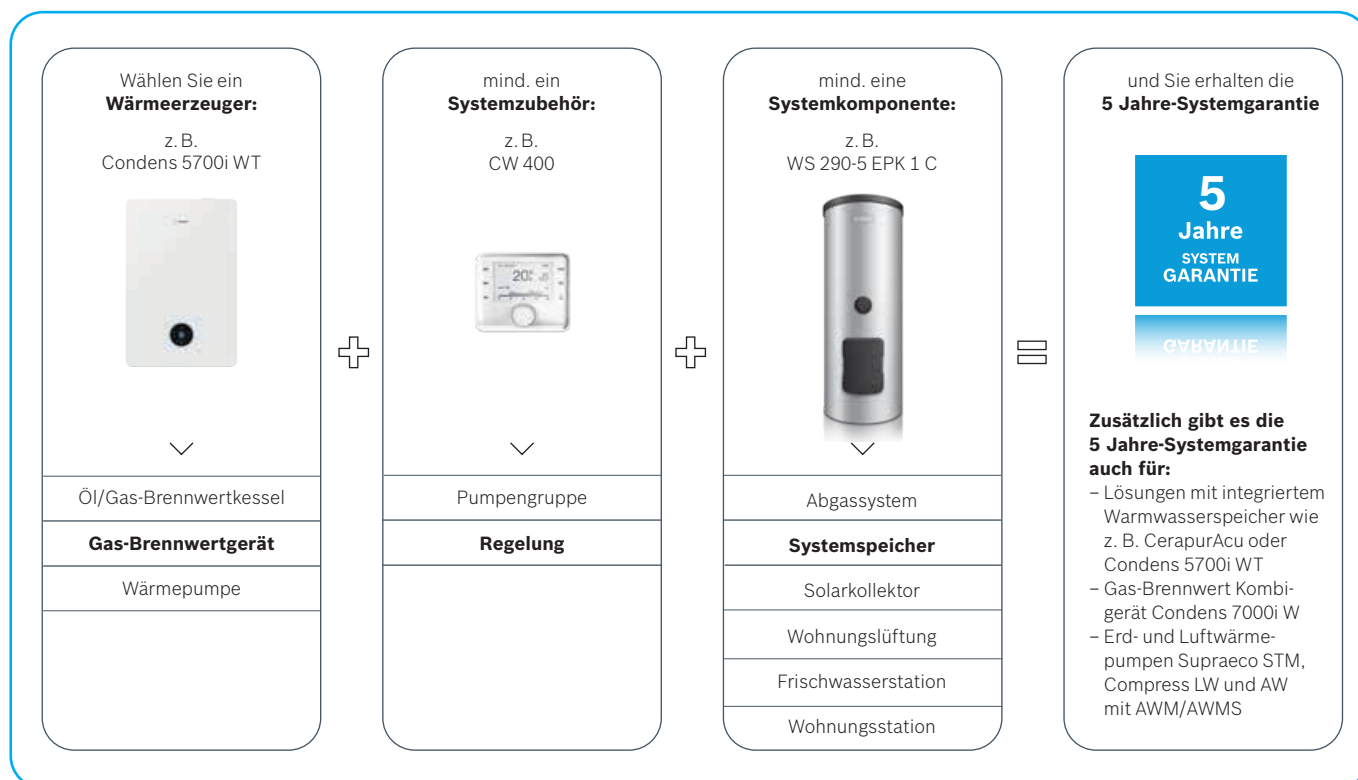 Wählen Sie ein
Wärmeerzeuger:
z. B.
Condens 5700i WT
Öl/Gas-Brennwertkessel
Gas-Brennwertgerät
Wärmepumpe
mind. ein
Systemzubehör:
z. B.
CW 400
Pumpengruppe
Regelung
mind. eine
Systemkomponente:
z. B.
WS 290-5 EPK 1 C
Abgassystem
Systemspeicher
Solarkollektor
Wohnungslüftung
Frischwasserstation
Wohnungsstation
und Sie erhalten die
5 Jahre-Systemgarantie
5
Jahre
SYSTEM
GARANTIE
Zusätzlich gibt es die
5 Jahre-Systemgarantie
auch für:
– Lösungen mit integriertem
Warmwasserspeicher wie
z. B. CerapurAcu oder
Condens 5700i WT
– Gas-Brennwert Kombi-
gerät Condens 7000i W
– Erd- und Luftwärme-
pumpen Supraeco STM,
Compress LW und AW
mit AWM/AWMS